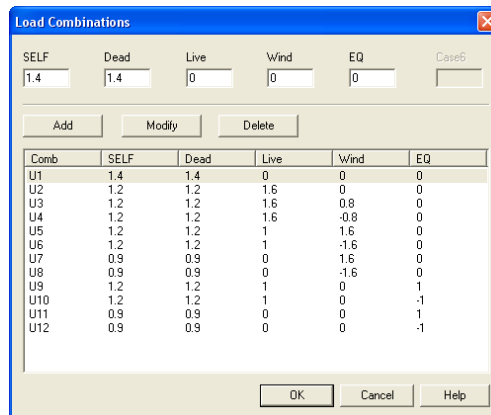 Load Combinations
SELF Dead Live Wind EQ Case6
1.4 1.4 0 0 0
Add Modify Delete
Comb SELF Dead Live Wind EQ
U1 1.4 1.4 0 0 0
U2 1.2 1.2 1.6 0 0
U3 1.2 1.2 1.6 0.8 0
U4 1.2 1.2 1.6 -0.8 0
U5 1.2 1.2 1 1.6 0
U6 1.2 1.2 1 -1.6 0
U7 0.9 0.9 0 1.6 0
U8 0.9 0.9 0 -1.6 0
U9 1.2 1.2 1 0 1
U10 1.2 1.2 1 0 -1
U11 0.9 0.9 0 0 1
U12 0.9 0.9 0 0 -1
OK Cancel Help